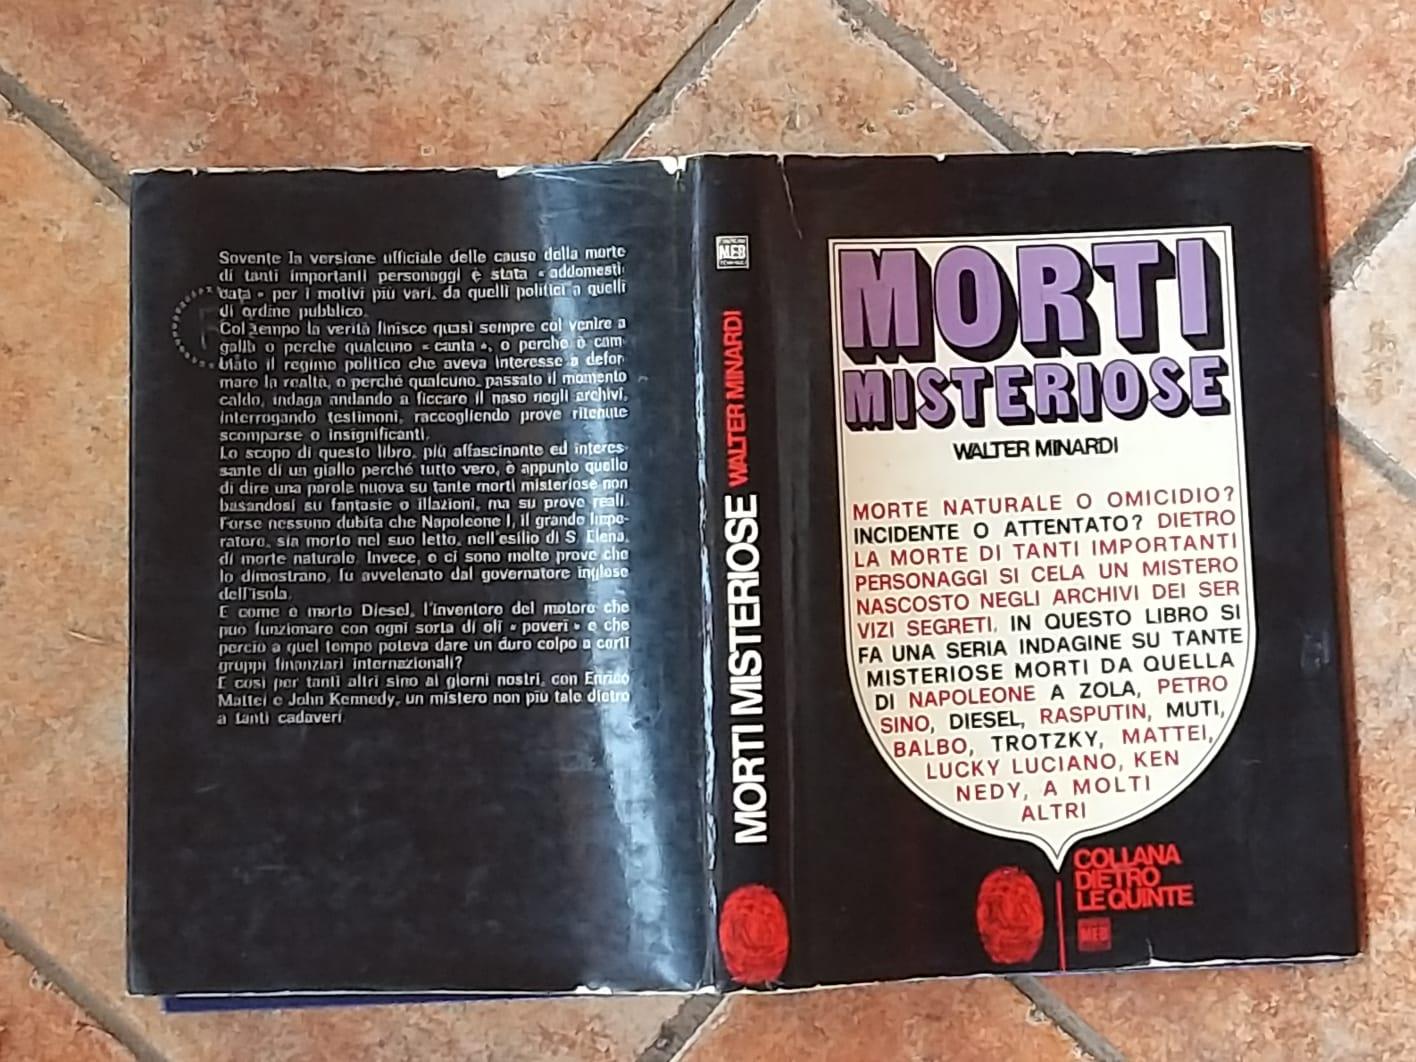 Sovente la versione ufficiale delle cause della morte
di tanti importanti personaggi è stata « addomesti-
cata » per i motivi più vari, da quelli politici a quelli
di ordine pubblico.
Col tempo la verità finisce quasi sempre col venire a
galla o perché qualcuno « canta », o perché è cam-
biato il regime politico che aveva interesse a defor-
mare la realtà, o perché qualcuno, passato il momento
caldo, indaga andando a ficcare il naso negli archivi,
interrogando testimoni, raccogliendo prove ritenute
scomparse o insignificanti.
Lo scopo di questo libro, più affascinante ed interes-
sante di un giallo perché tutto vero, è appunto quello
di dire una parola nuova su tante morti misteriose non
basandosi su fantasie o illazioni, ma su prove reali.
Forse nessuno dubita che Napoleone I, il grande Impe-
ratore, sia morto nel suo letto, nell'esilio di S. Elena,
di morte naturale. Invece, e ci sono molte prove che
lo dimostrano, fu avvelenato dal governatore inglese
dell'isola.
E come è morto Diesel, l'inventore del motore che
può funzionare con ogni sorta di oli « poveri » e che
perciò a quel tempo poteva dare un duro colpo a certi
gruppi finanziari internazionali?
E così per tanti altri sino ai giorni nostri, con Enrico
Mattei e John Kennedy, un mistero non più tale dietro
a tanti cadaveri.
MEB
MORTI MISTERIOSE WALTER MINARDI
MORTI
MISTERIOSE
WALTER MINARDI
MORTE NATURALE O OMICIDIO?
INCIDENTE O ATTENTATO? DIETRO
LA MORTE DI TANTI IMPORTANTI
PERSONAGGI SI CELA UN MISTERO
NASCOSTO NEGLI ARCHIVI DEI SER
VIZI SEGRETI. IN QUESTO LIBRO SI
FA UNA SERIA INDAGINE SU TANTE
MISTERIOSE MORTI DA QUELLA
DI NAPOLEONE A ZOLA, PETRO
SINO, DIESEL, RASPUTIN, MUTI,
BALBO, TROTZKY, MATTEI,
LUCKY LUCIANO, KEN
NEDY, A MOLTI
ALTRI
COLLANA
DIETRO
LE QUINTE
MEB